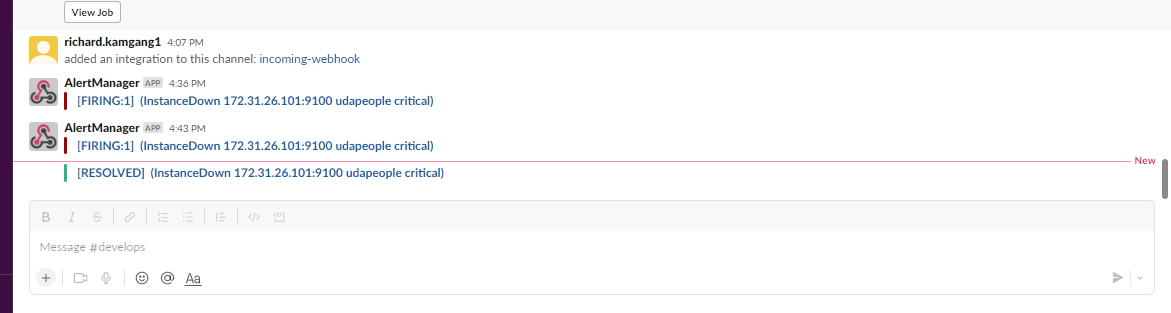 View Job
richard.kamgang1 4:07 PM
added an integration to this channel: incoming-webhook
AlertManager APP 4:36 PM
[FIRING:1] (InstanceDown 172.31.26.101:9100 udapeople critical)
AlertManager APP 4:43 PM
[FIRING:1] (InstanceDown 172.31.26.101:9100 udapeople critical)
New
[RESOLVED] (InstanceDown 172.31.26.101:9100 udapeople critical)
B I S
Message #develops
Aa